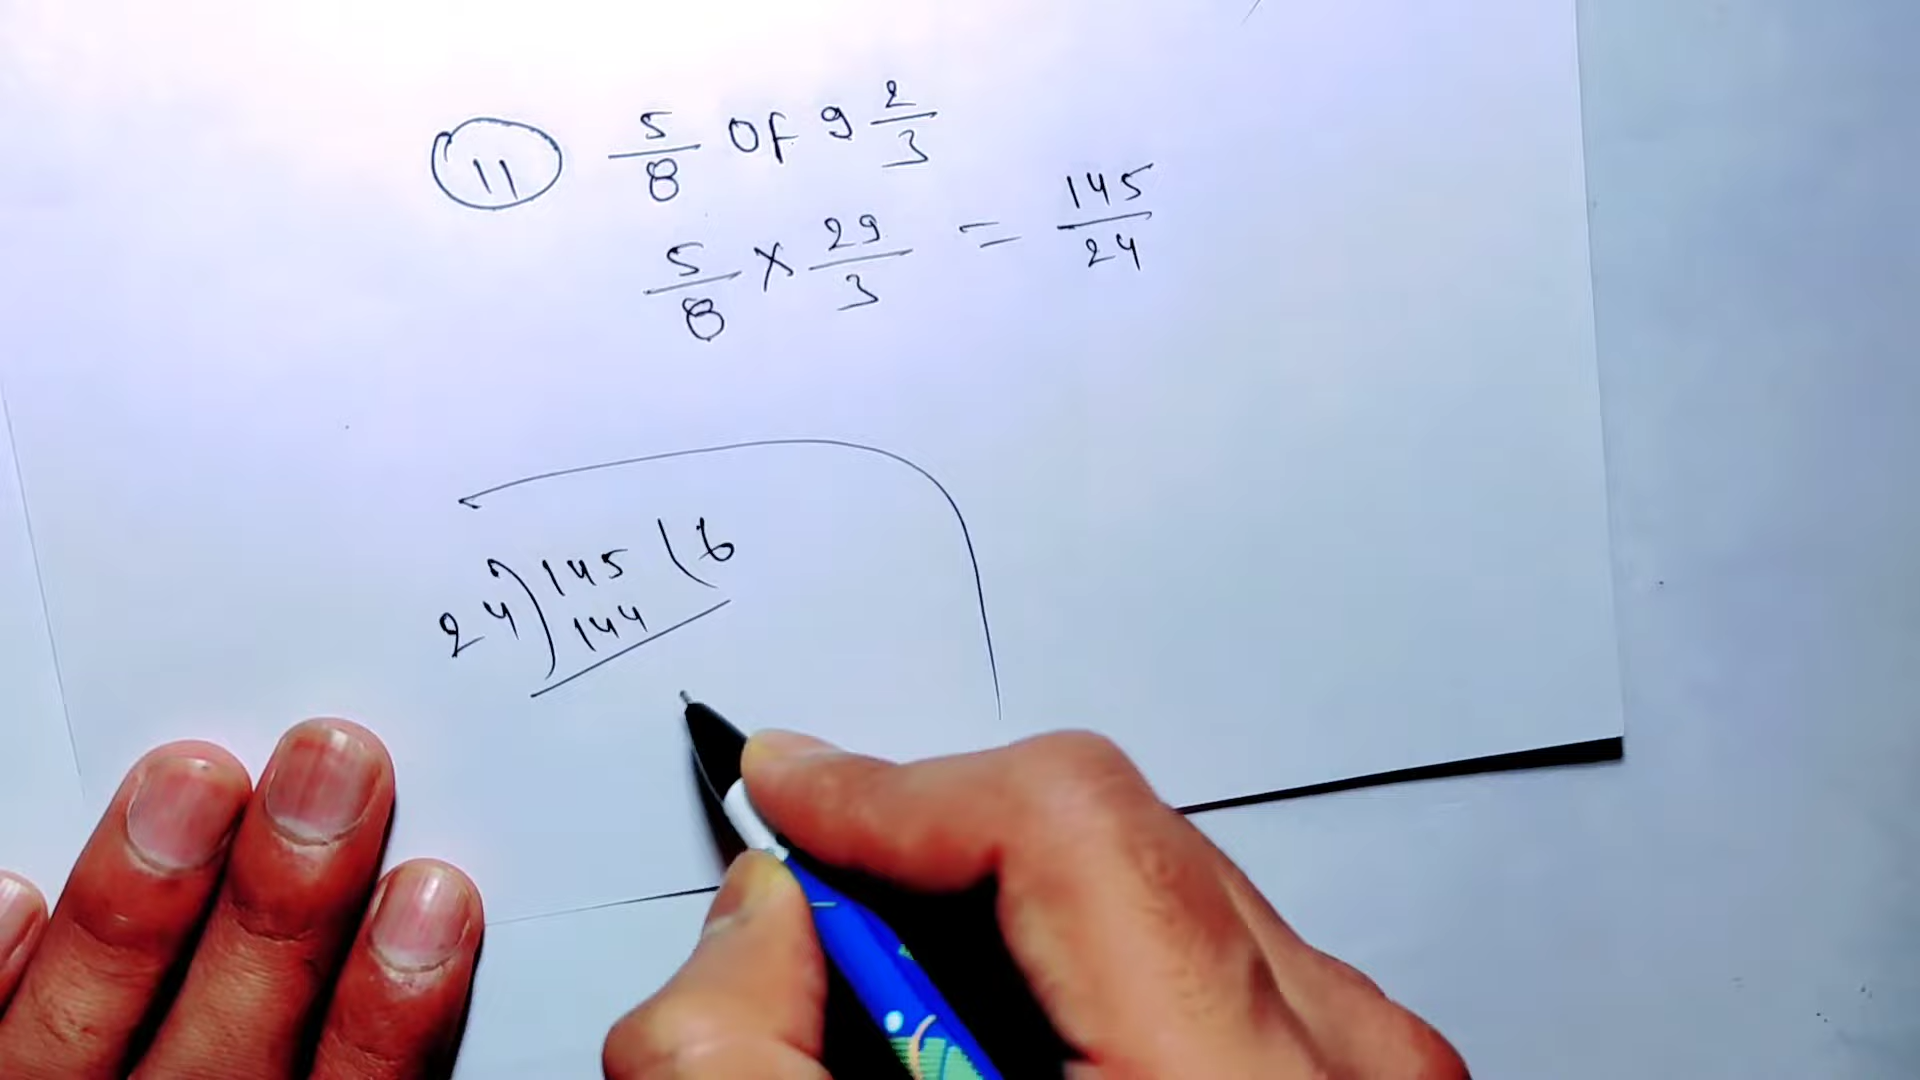 11 5/8 of 9 2/3
5/8 × 29/3 = 145/24
24)145(6
144